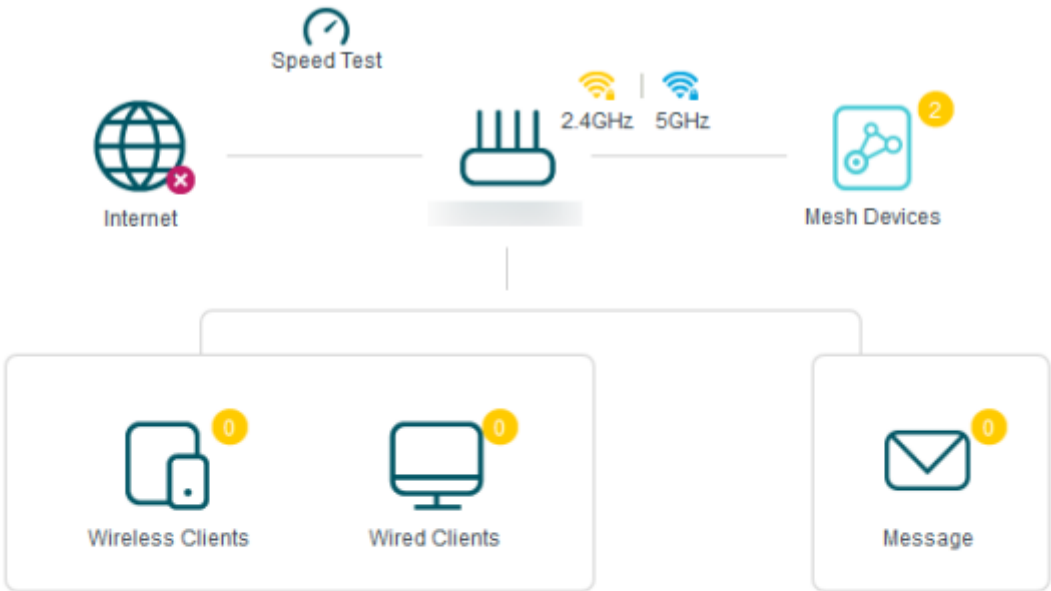 Speed Test
2.4GHz 5GHz
2
Internet
Mesh Devices
0
0
0
Wireless Clients
Wired Clients
Message